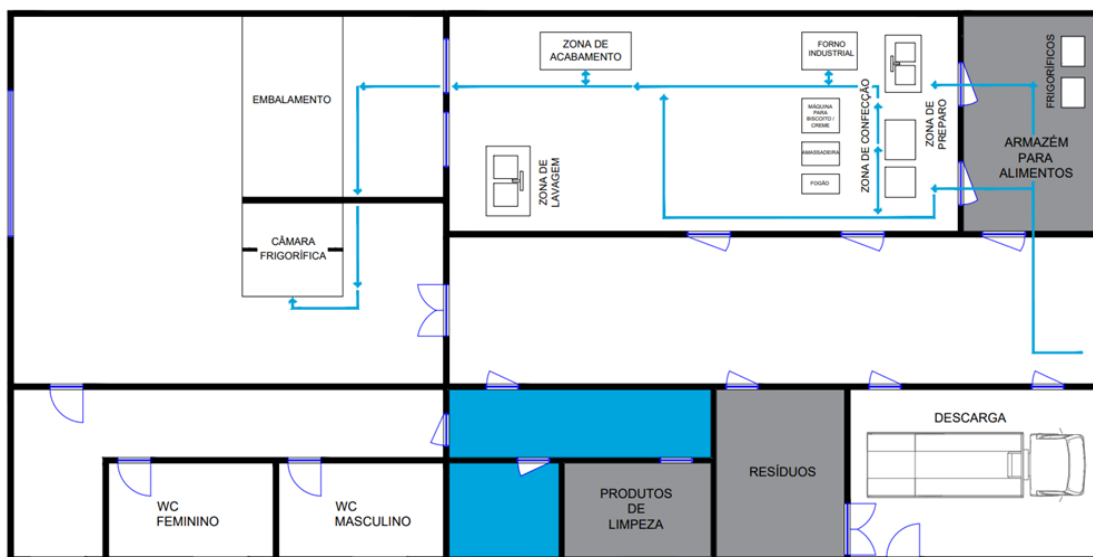 ZONA DE
ACABAMENTO
FORNO
INDUSTRIAL
FRIGORÍFICOS
EMBALAMENTO
MÁQUINA
PARA
BISCOITO /
CREME
AMASSADEIRA
FOGÃO
ZONA DE CONFECÇÃO
ZONA DE
PREPARO
ARMAZÉM
PARA
ALIMENTOS
ZONA DE
LAVAGEM
CÂMARA
FRIGORÍFICA
DESCARGA
RESÍDUOS
WC
FEMININO
WC
MASCULINO
PRODUTOS
DE
LIMPEZA